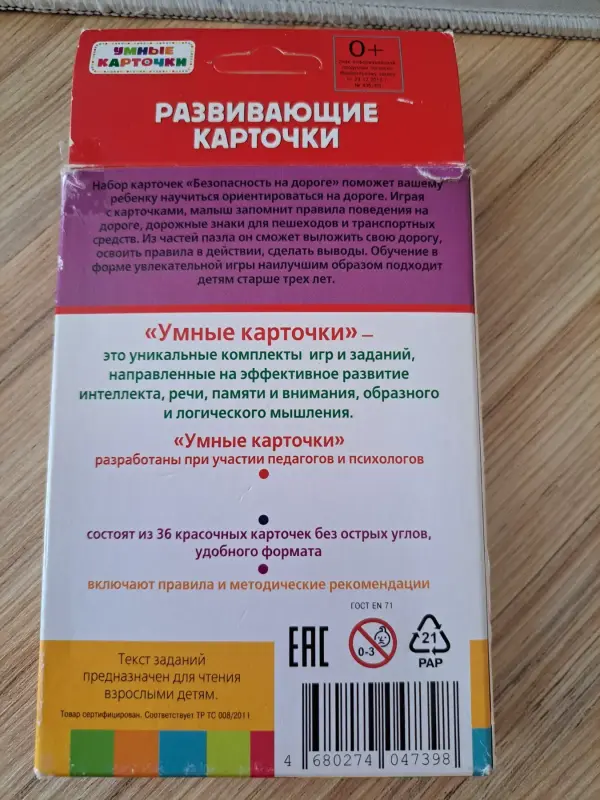 УМНЫЕ
КАРТОЧКИ
0+
РАЗВИВАЮЩИЕ
КАРТОЧКИ
Набор карточек «Безопасность на дороге» поможет вашему
ребенку научиться ориентироваться на дороге. Играя
с карточками, малыш запомнит правила поведения на
дороге, дорожные знаки для пешеходов и транспортных
средств. Из частей пазла он сможет выложить свою дорогу,
освоить правила в действии, сделать выводы. Обучение в
форме увлекательной игры наилучшим образом подходит
детям старше трех лет.
«Умные карточки» –
это уникальные комплекты игр и заданий,
направленные на эффективное развитие
интеллекта, речи, памяти и внимания, образного
и логического мышления.
«Умные карточки»
разработаны при участии педагогов и психологов
состоят из 36 красочных карточек без острых углов,
удобного формата
включают правила и методические рекомендации
ГОСТ EN 71
EAC
0-3
21
PAP
Текст заданий
предназначен для чтения
взрослыми детям.
Товар сертифицирован. Соответствует ТР ТС 008/2011
4 680274 047398